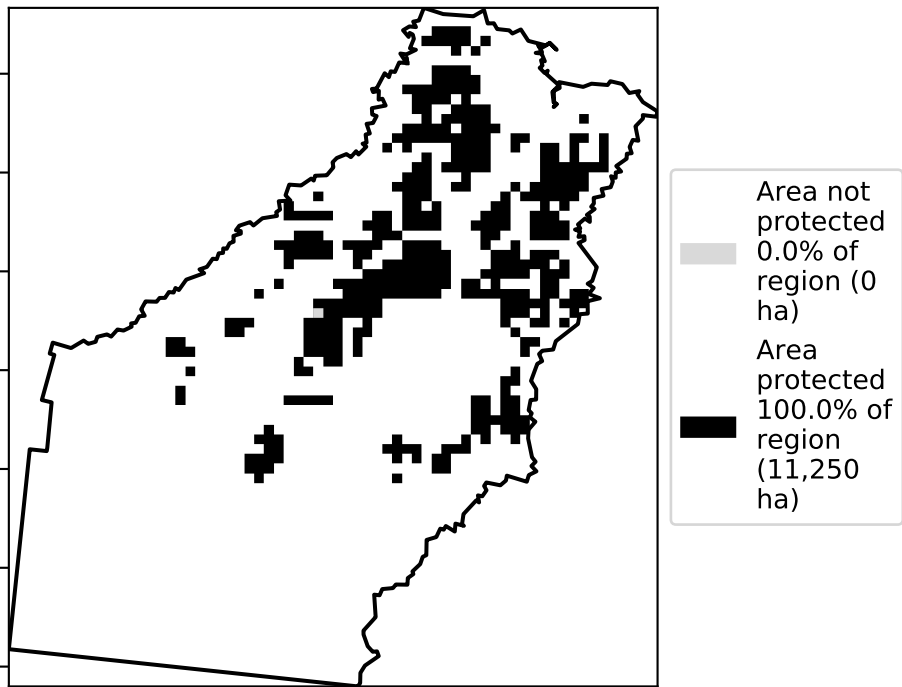 Area not
protected
0.0% of
region (0
ha)
Area
protected
100.0% of
region
(11,250
ha)